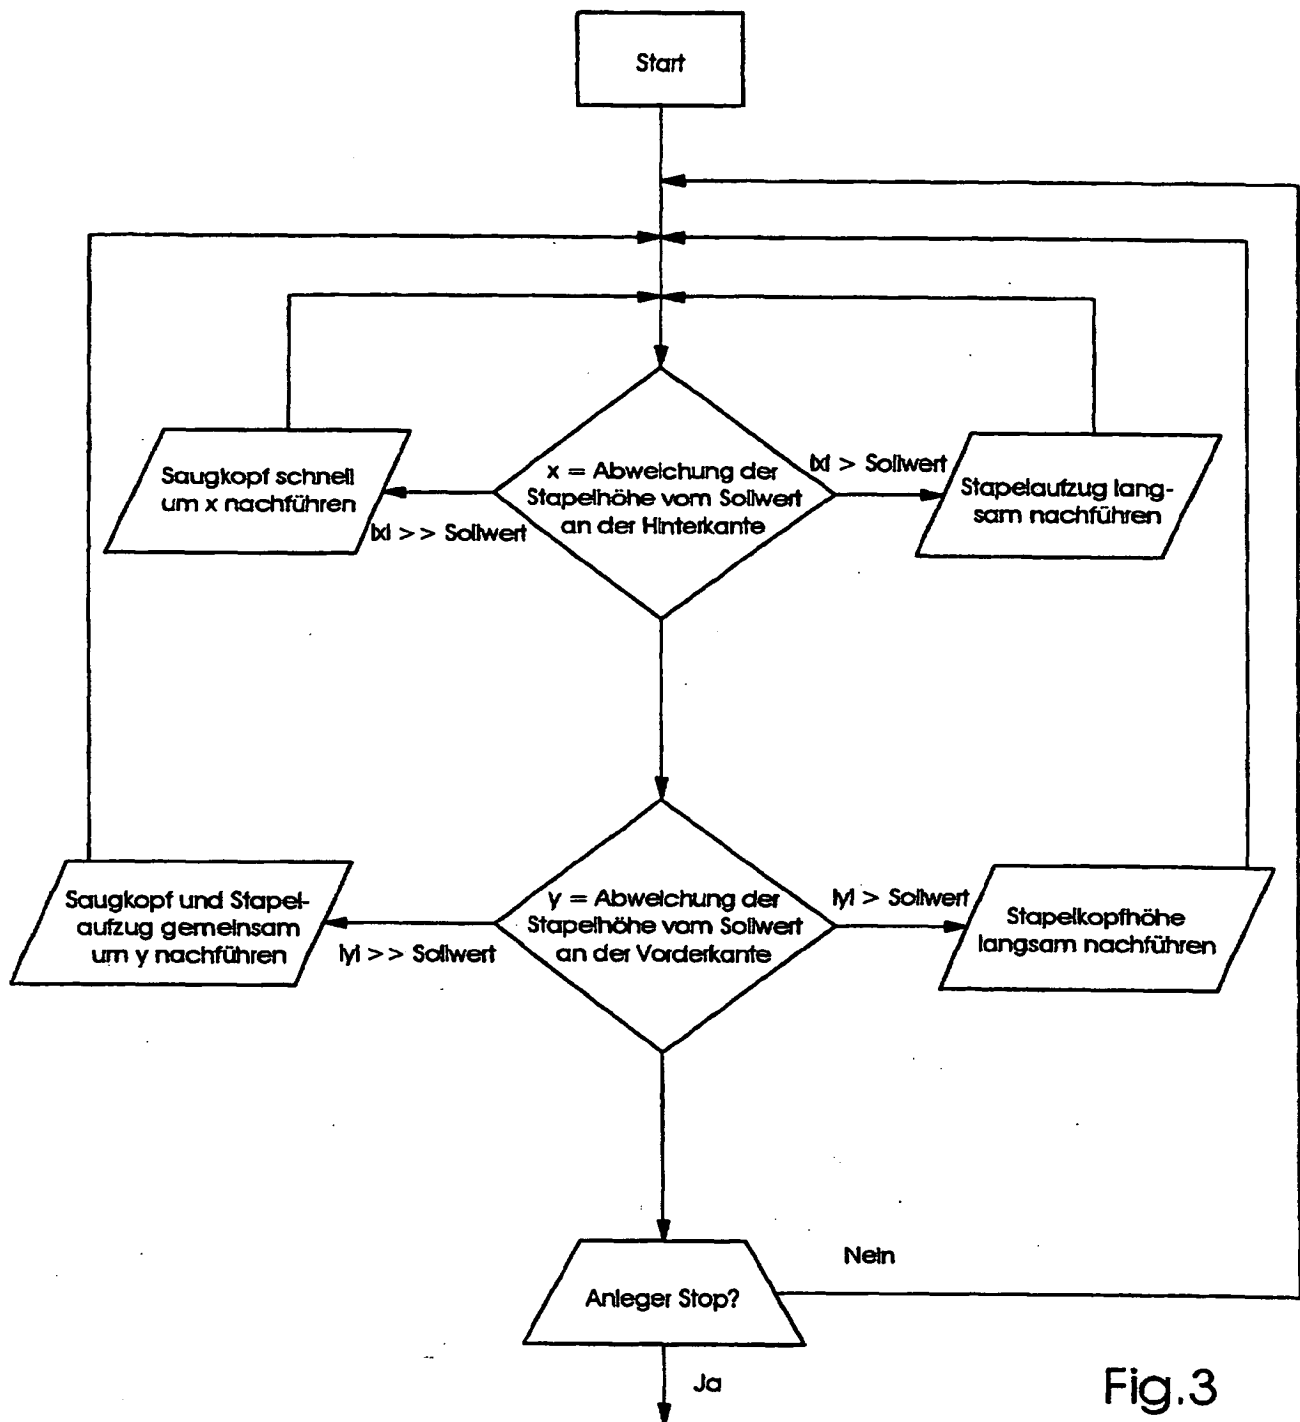 Start
Saugkopf schnell
um x nachführen
|x| >> Sollwert
x = Abweichung der
Stapelhöhe vom Sollwert
an der Hinterkante
|x| > Sollwert
Stapelaufzug lang-
sam nachführen
Saugkopf und Stapel-
aufzug gemeinsam
um y nachführen
|y| >> Sollwert
y = Abweichung der
Stapelhöhe vom Sollwert
an der Vorderkante
|y| > Sollwert
Stapelkopfhöhe
langsam nachführen
Nein
Anleger Stop?
Ja
Fig.3